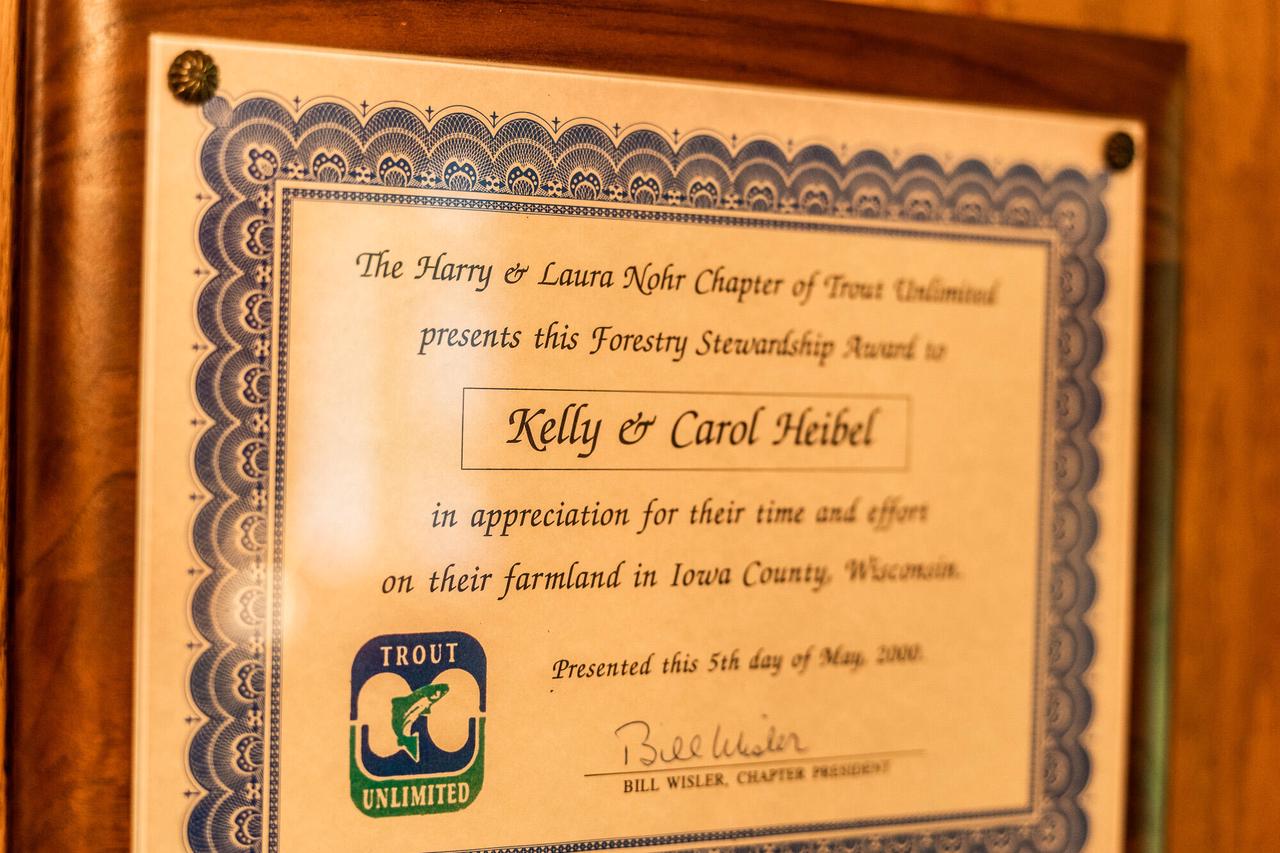 The Harry & Laura Nohr Chapter of Trout Unlimited
presents this Forestry Stewardship Award to
Kelly & Carol Heibel
in appreciation for their time and effort
on their farmland in Iowa County, Wisconsin.
Presented this 5th day of May, 2000.
Bill Wisler
BILL WISLER, CHAPTER PRESIDENT
TROUT
UNLIMITED